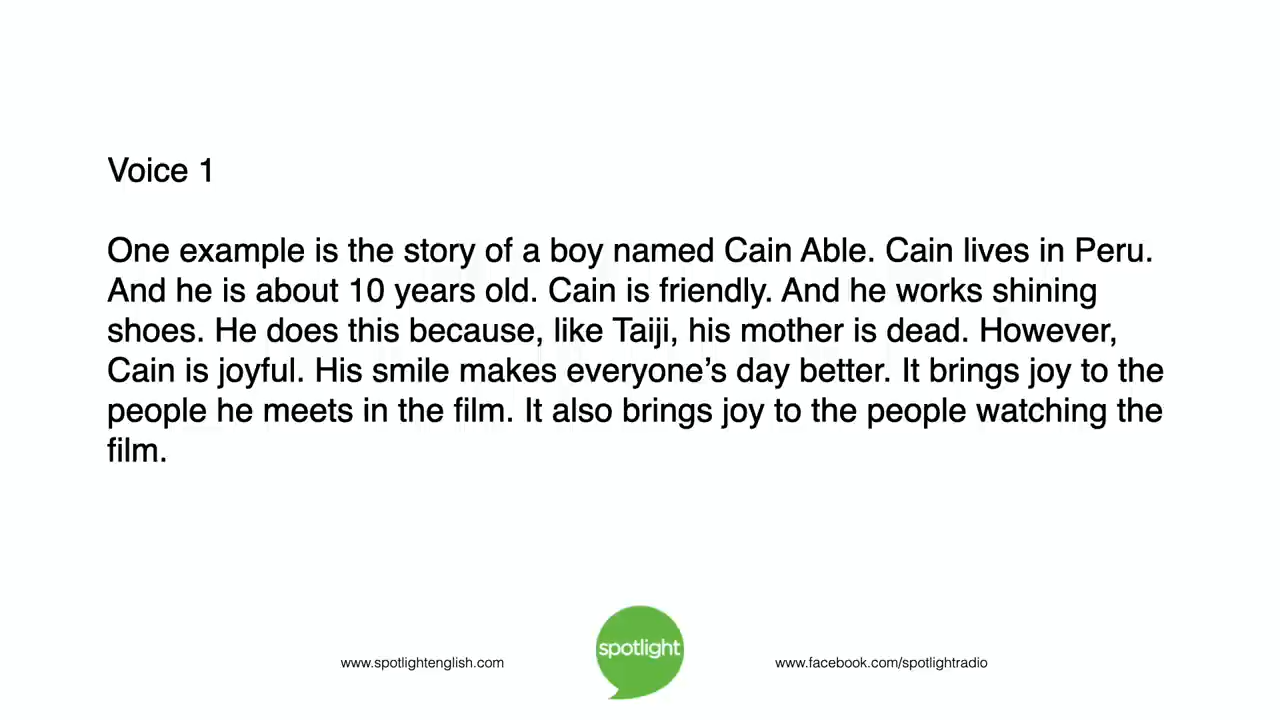 Voice 1
One example is the story of a boy named Cain Able. Cain lives in Peru.
And he is about 10 years old. Cain is friendly. And he works shining
shoes. He does this because, like Taiji, his mother is dead. However,
Cain is joyful. His smile makes everyone’s day better. It brings joy to the
people he meets in the film. It also brings joy to the people watching the
film.
www.spotlightenglish.com
spotlight
www.facebook.com/spotlightradio